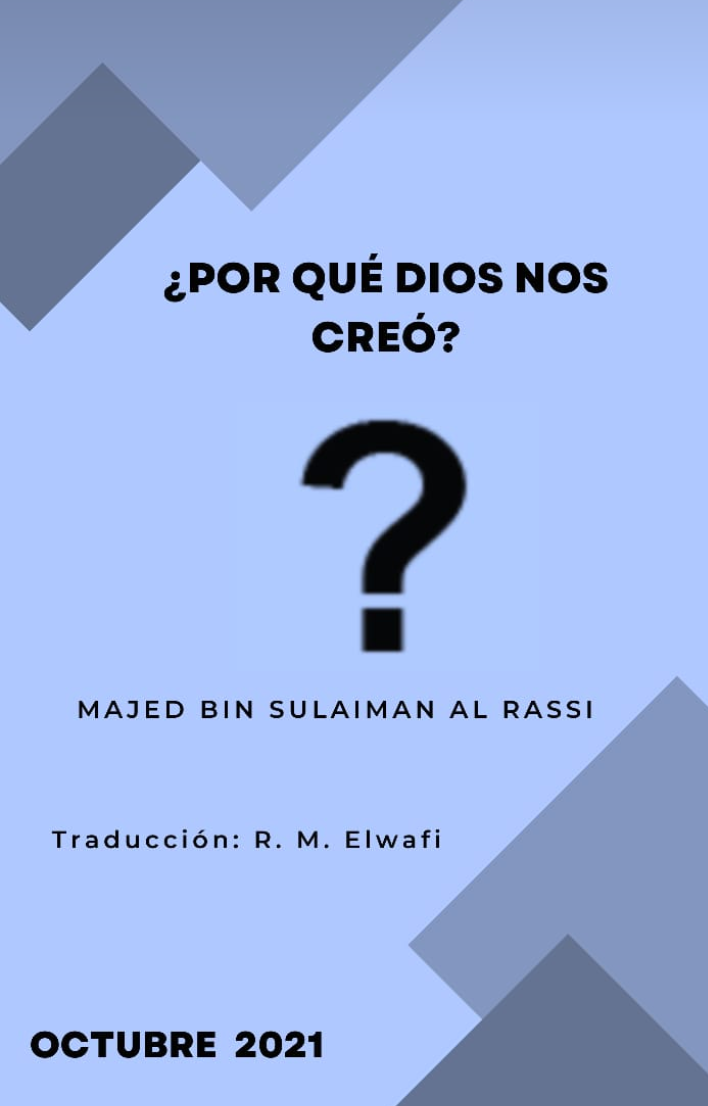 ¿POR QUÉ DIOS NOS
CREÓ?
?
MAJED BIN SULAIMAN AL RASSI
Traducción: R. M. Elwafi
OCTUBRE 2021